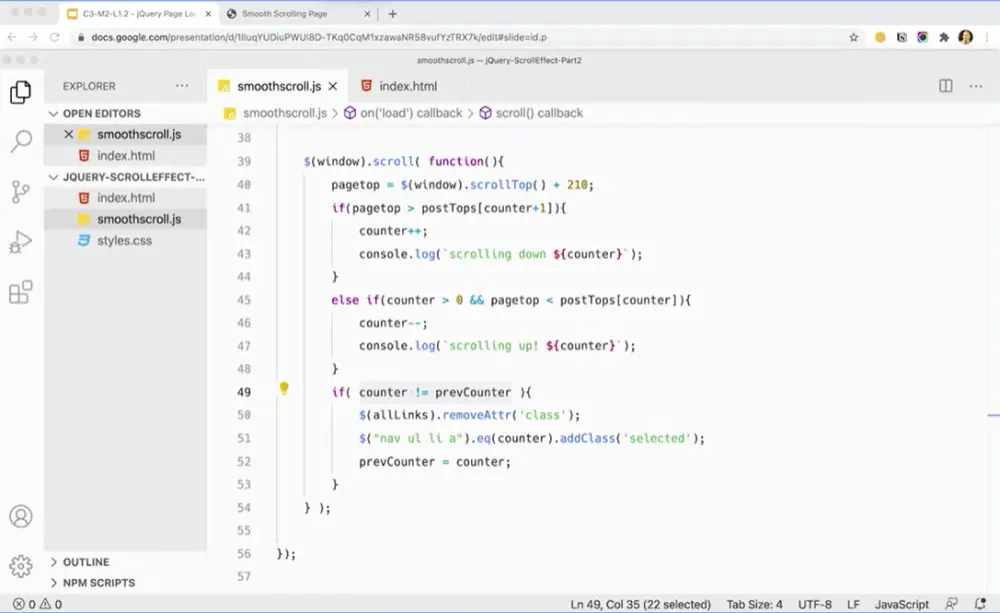 C3-M2-L1.2 - jQuery Page Lo
Smooth Scrolling Page
docs.google.com/presentation/d/1IluqYUDiuPWUI8D-TKq0CqM1xzawaNR58vufYzTRX7k/edit#slide=id.p
smoothscroll.js — jQuery-ScrollEffect-Part2
EXPLORER
smoothscroll.js
index.html
OPEN EDITORS
smoothscroll.js > on('load') callback > scroll() callback
smoothscroll.js
index.html
JQUERY-SCROLLEFFECT-...
index.html
smoothscroll.js
styles.css
OUTLINE
NPM SCRIPTS
38
39 $(window).scroll( function(){
40 pagetop = $(window).scrollTop() + 210;
41 if(pagetop > postTops[counter+1]){
42 counter++;
43 console.log(`scrolling down ${counter}`);
44 }
45 else if(counter > 0 && pagetop < postTops[counter]){
46 counter--;
47 console.log(`scrolling up! ${counter}`);
48 }
49 if( counter != prevCounter ){
50 $(allLinks).removeAttr('class');
51 $("nav ul li a").eq(counter).addClass('selected');
52 prevCounter = counter;
53 }
54 } );
55
56 });
57
0 0
Ln 49, Col 35 (22 selected) Tab Size: 4 UTF-8 LF JavaScript